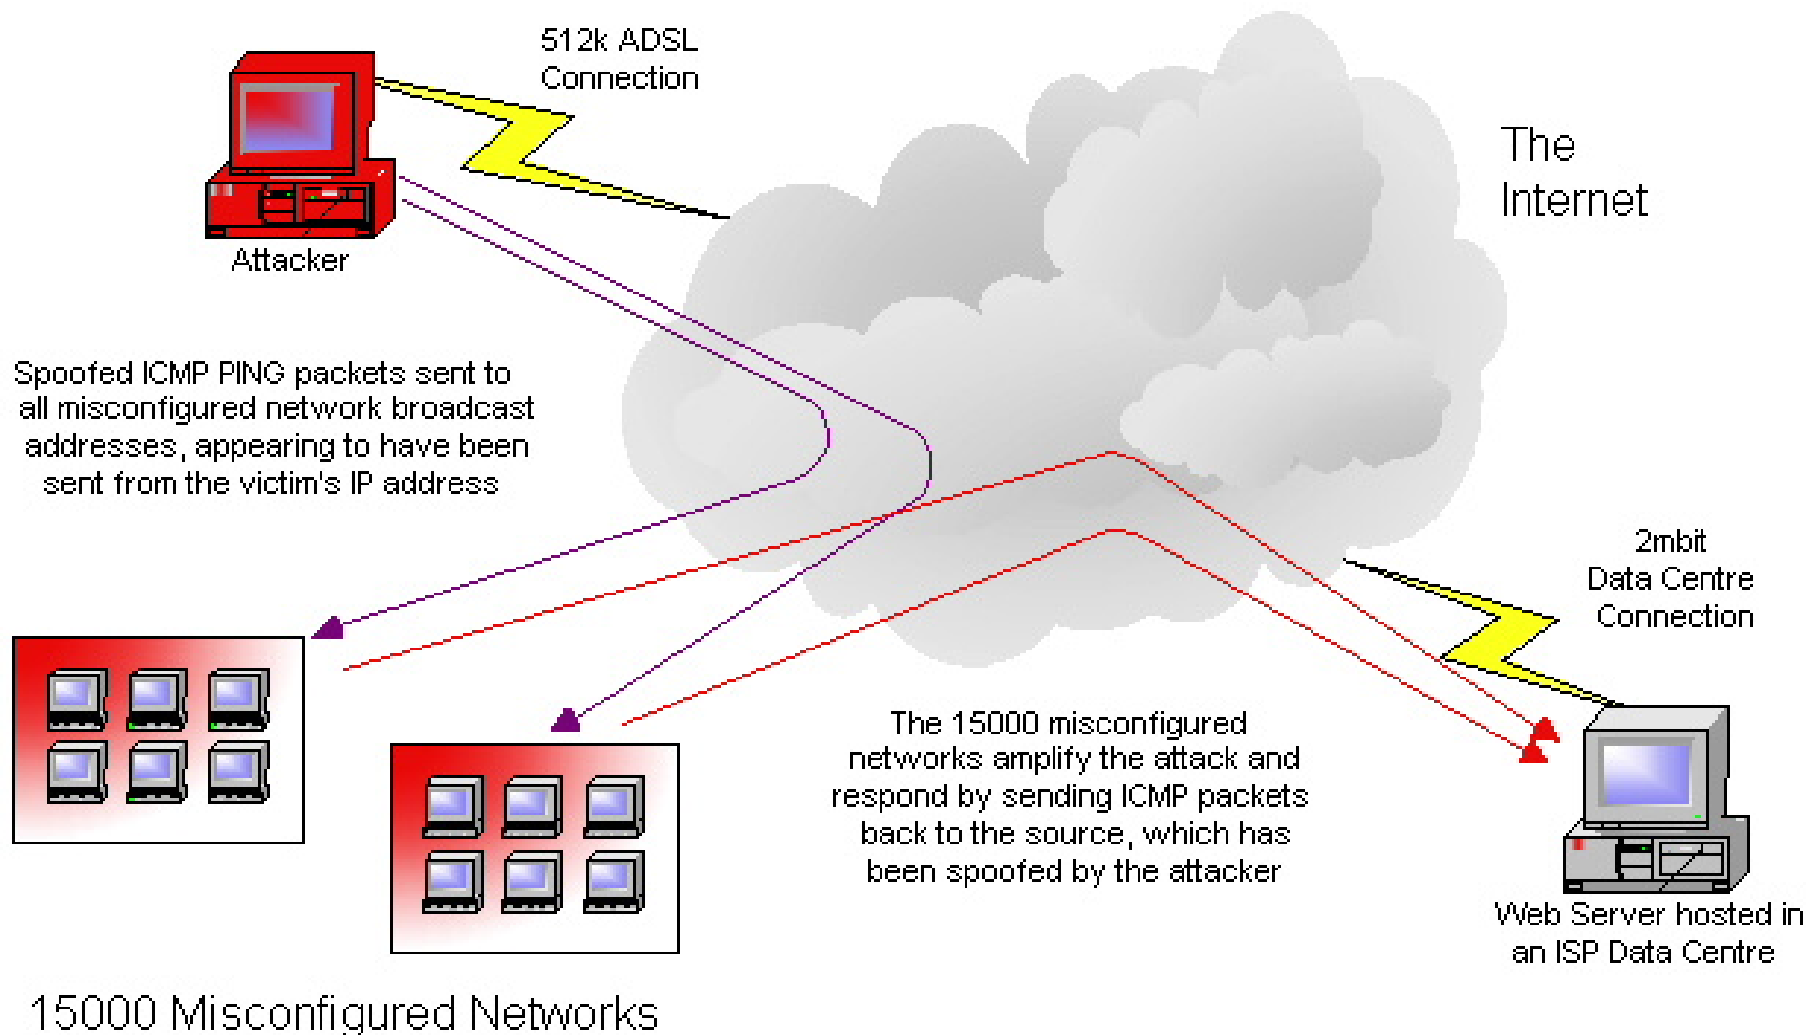 512k ADSL
Connection
The
Internet
Attacker
Spoofed ICMP PING packets sent to
all misconfigured network broadcast
addresses, appearing to have been
sent from the victim's IP address
2mbit
Data Centre
Connection
The 15000 misconfigured
networks amplify the attack and
respond by sending ICMP packets
back to the source, which has
been spoofed by the attacker
Web Server hosted in
an ISP Data Centre
15000 Misconfigured Networks